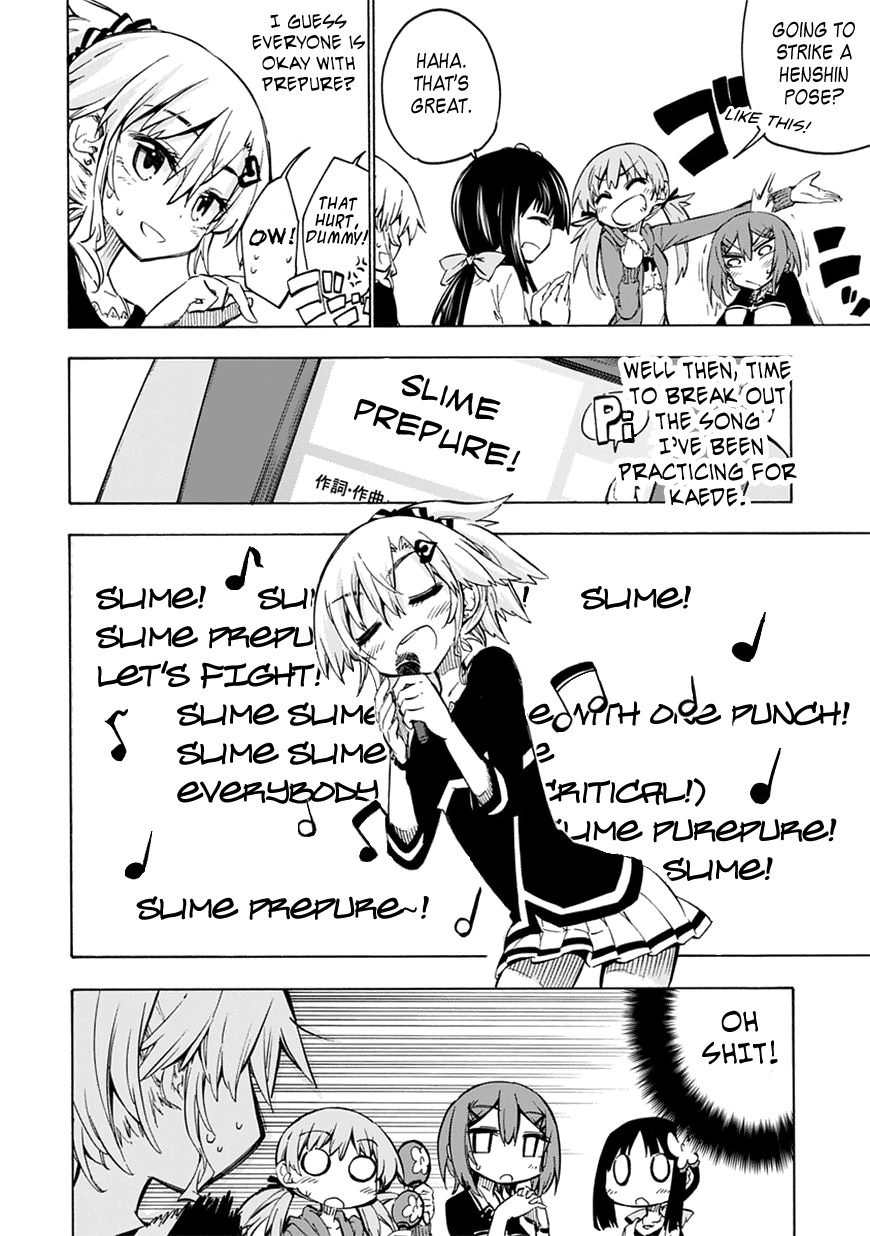 GOING TO
STRIKE A
HENSHIN
POSE?
LIKE THIS!
ゴッ
HAHA.
THAT'S
GREAT.
I GUESS
EVERYONE IS
OKAY WITH
PREPURE?
THAT
HURT,
DUMMY!
OW!
WELL THEN, TIME
TO BREAK OUT
THE SONG
I'VE BEEN
PRACTICING FOR
KAEDE!
Pi
SLIME
PREPURE!
作詞・作曲
SLIME! SLIME!
SLIME
LET'S FIGHT!
SLIME SLIME WITH ONE PUNCH!
SLIME SLIME
EVERYBODY CRITICAL!)
SLIME PUREPURE!
SLIME!
SLIME PREPURE~!
OH
SHIT!